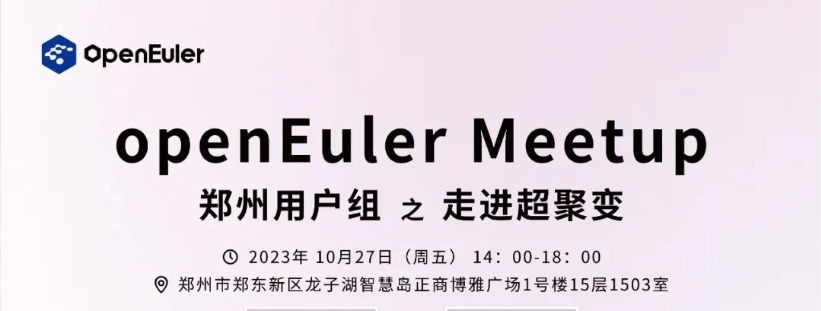 openEuler
openEuler Meetup
郑州用户组 之 走进超聚变
2023年 10月27日（周五） 14：00-18：00
郑州市郑东新区龙子湖智慧岛正商博雅广场1号楼15层1503室